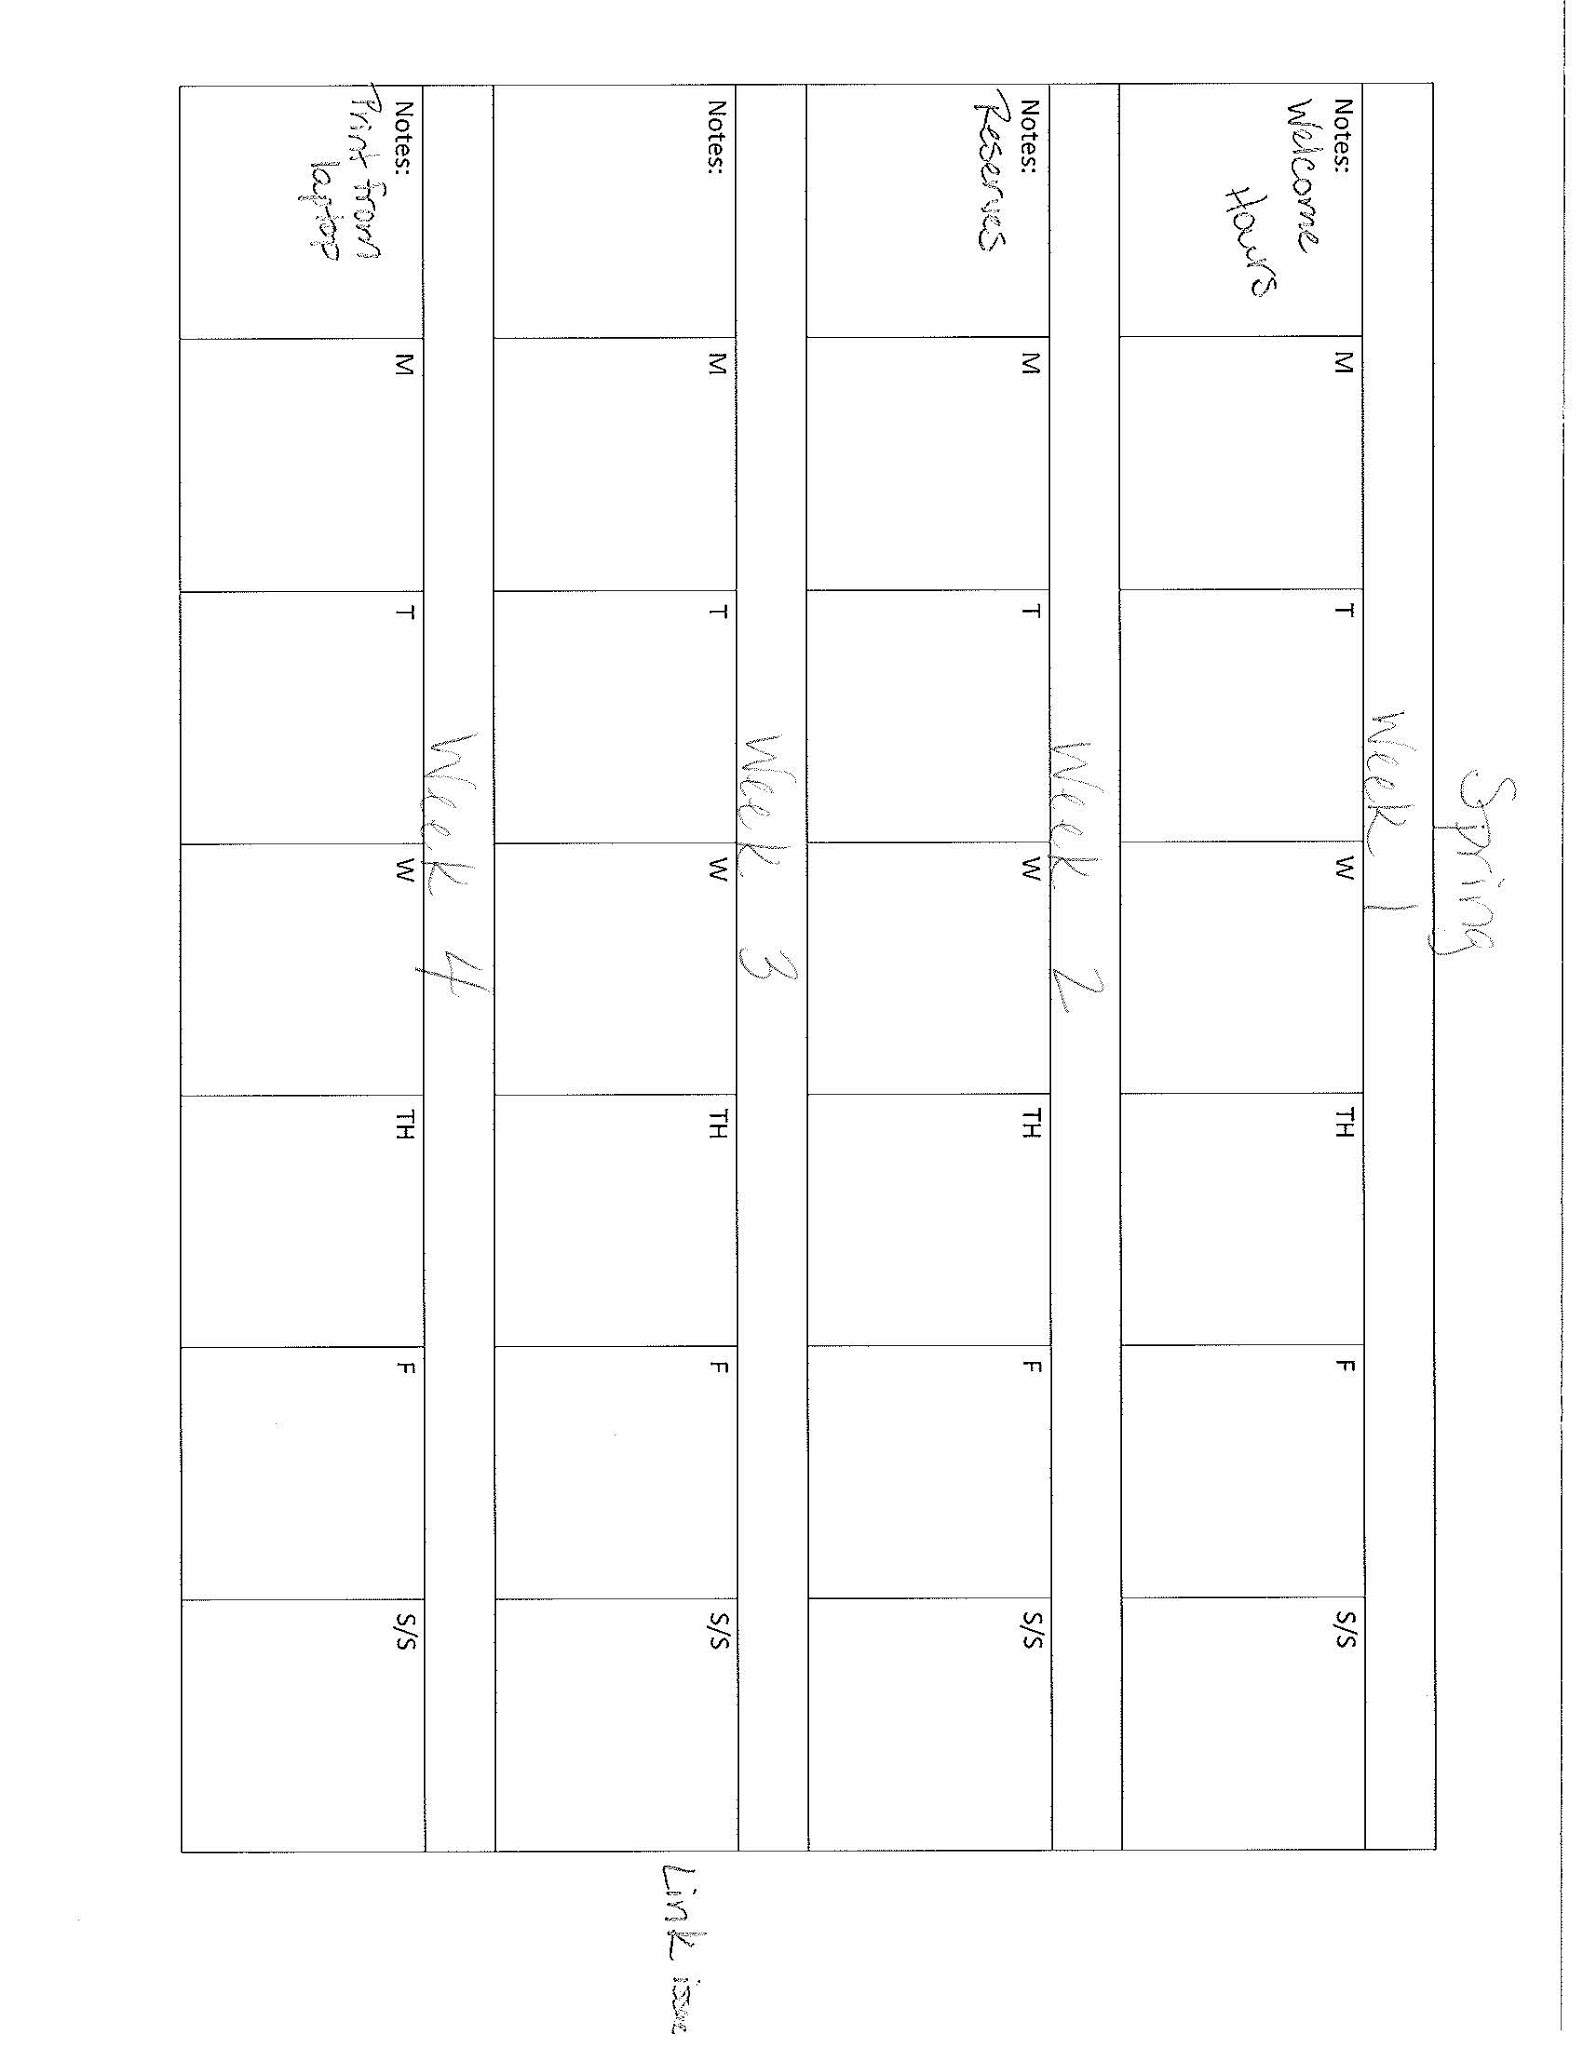 Spring
Week 1
Notes: M T W TH F S/S
Welcome
Hours
Week 2
Notes: M T W TH F S/S
Reserves
Week 3
Notes: M T W TH F S/S
Link issue
Week 4
Notes: M T W TH F S/S
Print from
laptop